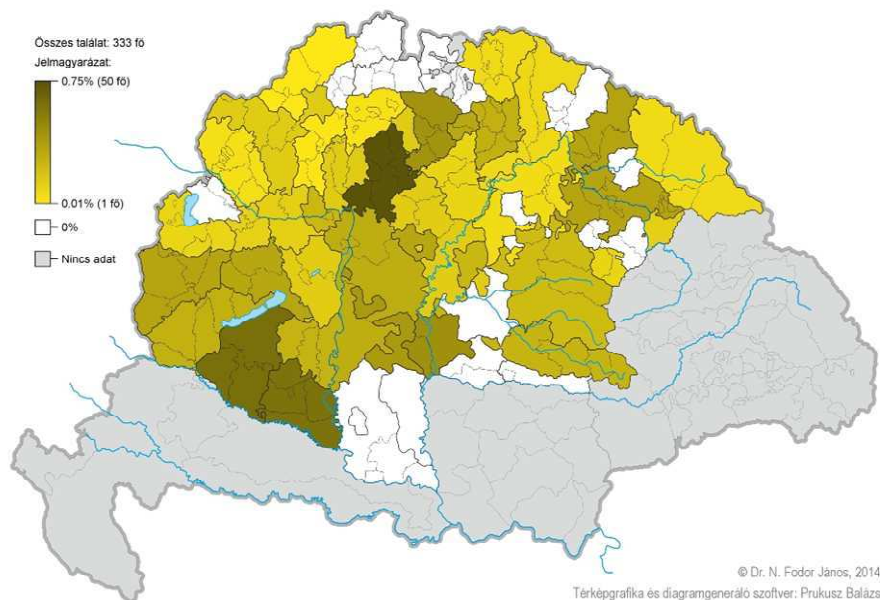 Összes találat: 333 fő
Jelmagyarázat:
0.75% (50 fő)
0.01% (1 fő)
0%
Nincs adat
© Dr. N. Fodor János, 2014
Térképgrafika és diagramgeneráló szoftver: Prukusz Balázs